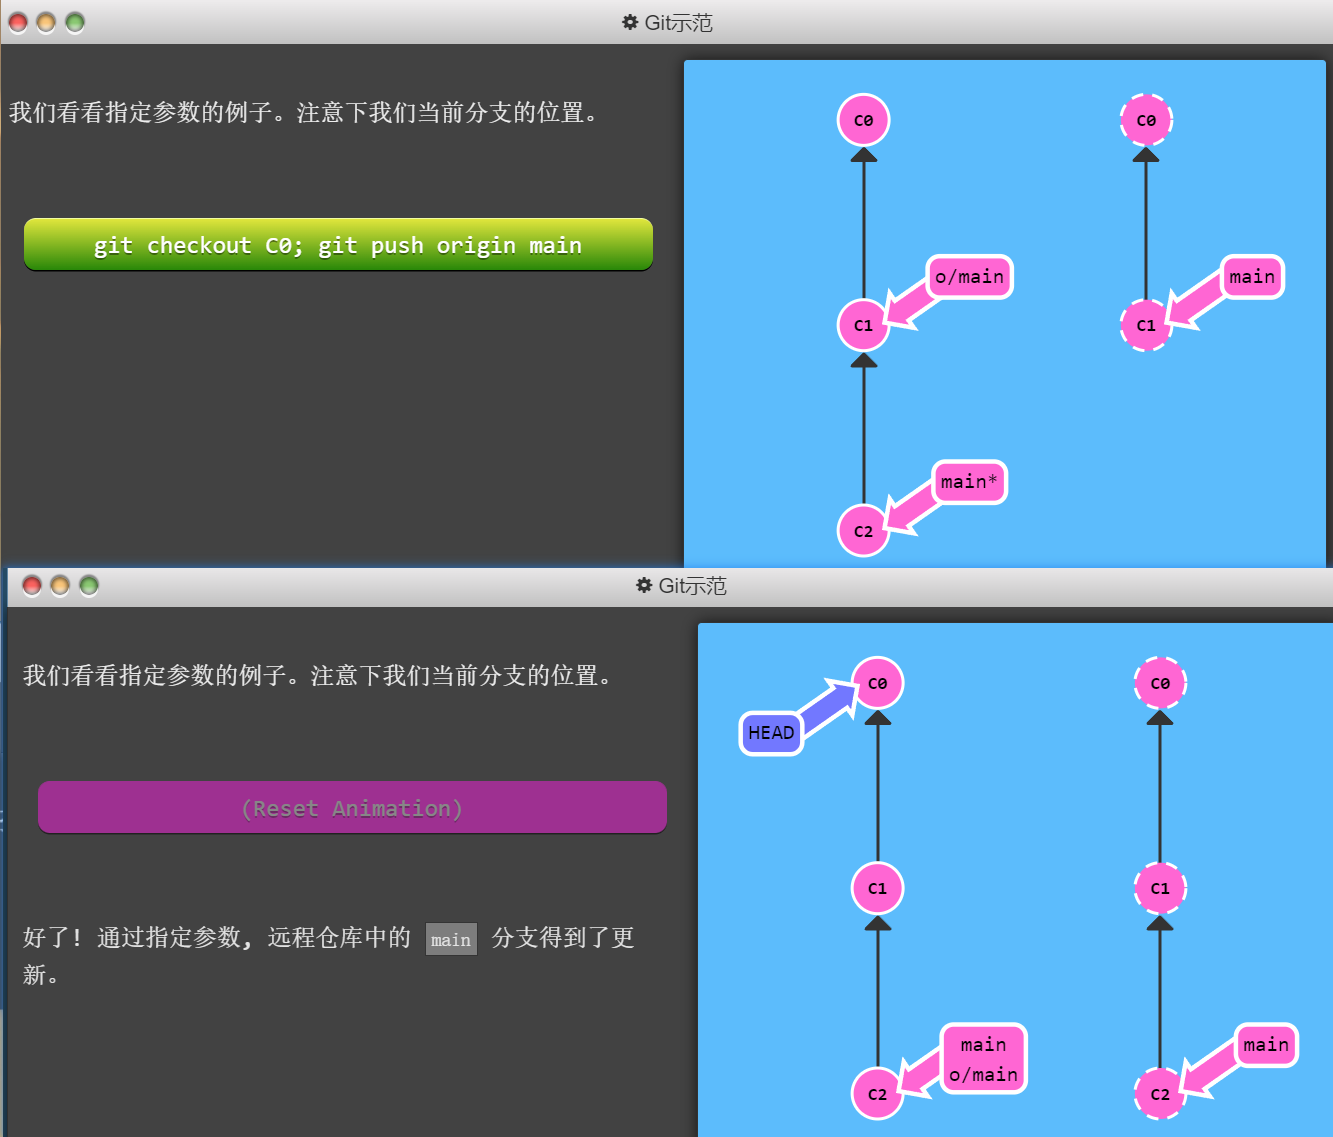 Git示范
我们看看指定参数的例子。注意下我们当前分支的位置。
git checkout C0; git push origin main
C0
C0
o/main
main
C1
C1
main*
C2
Git示范
我们看看指定参数的例子。注意下我们当前分支的位置。
(Reset Animation)
好了! 通过指定参数, 远程仓库中的 main 分支得到了更
新。
C0
C0
HEAD
C1
C1
main
o/main
main
C2
C2